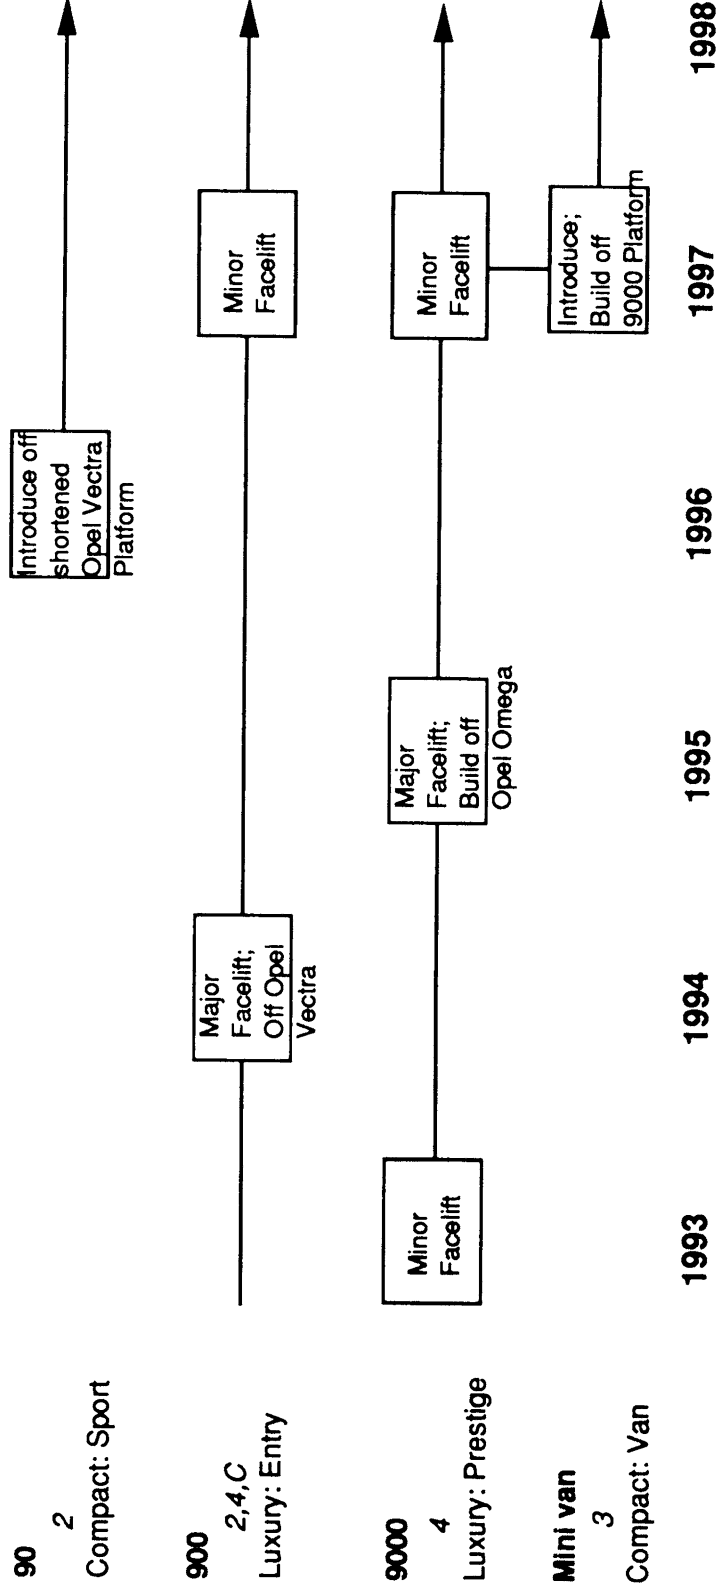 90
2
Compact: Sport
Introduce off
shortened
Opel Vectra
Platform
900
2,4,C
Luxury: Entry
Major
Facelift;
Off Opel
Vectra
Minor
Facelift
9000
4
Luxury: Prestige
Minor
Facelift
Major
Facelift;
Build off
Opel Omega
Minor
Facelift
Mini van
3
Compact: Van
Introduce;
Build off
9000 Platform
1993
1994
1995
1996
1997
1998